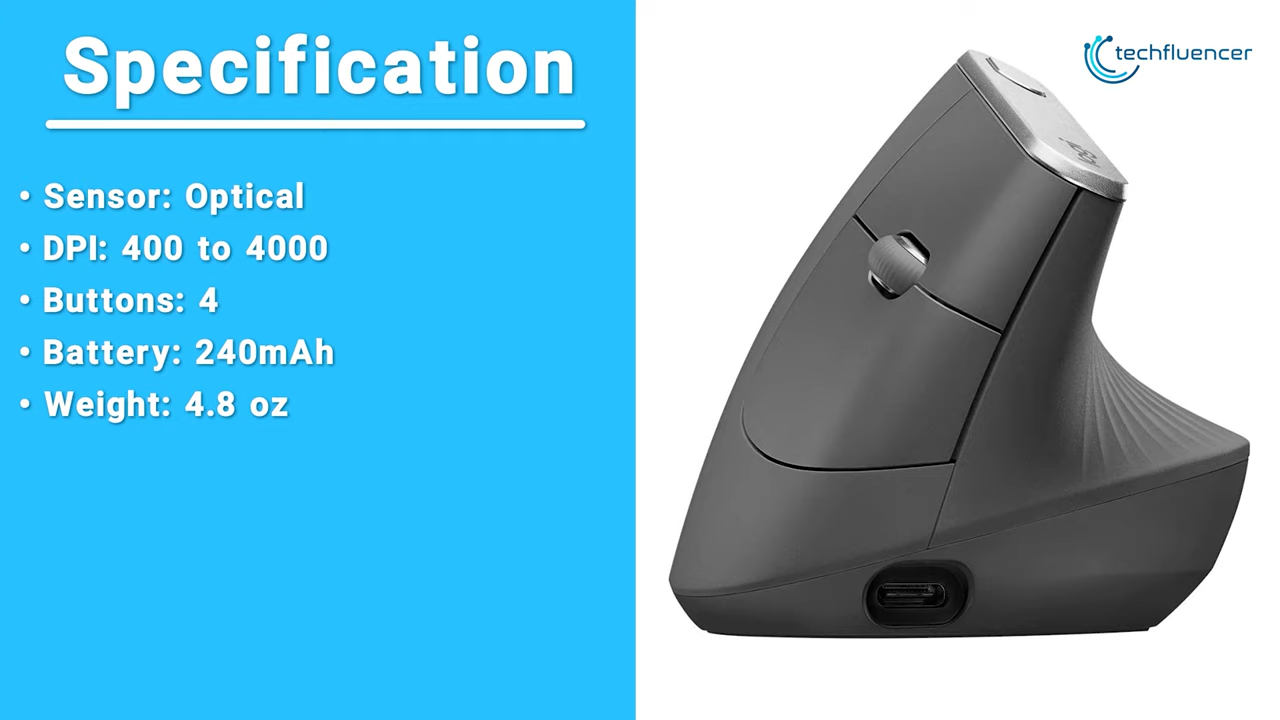 Specification
techfluencer
• Sensor: Optical
• DPI: 400 to 4000
• Buttons: 4
• Battery: 240mAh
• Weight: 4.8 oz